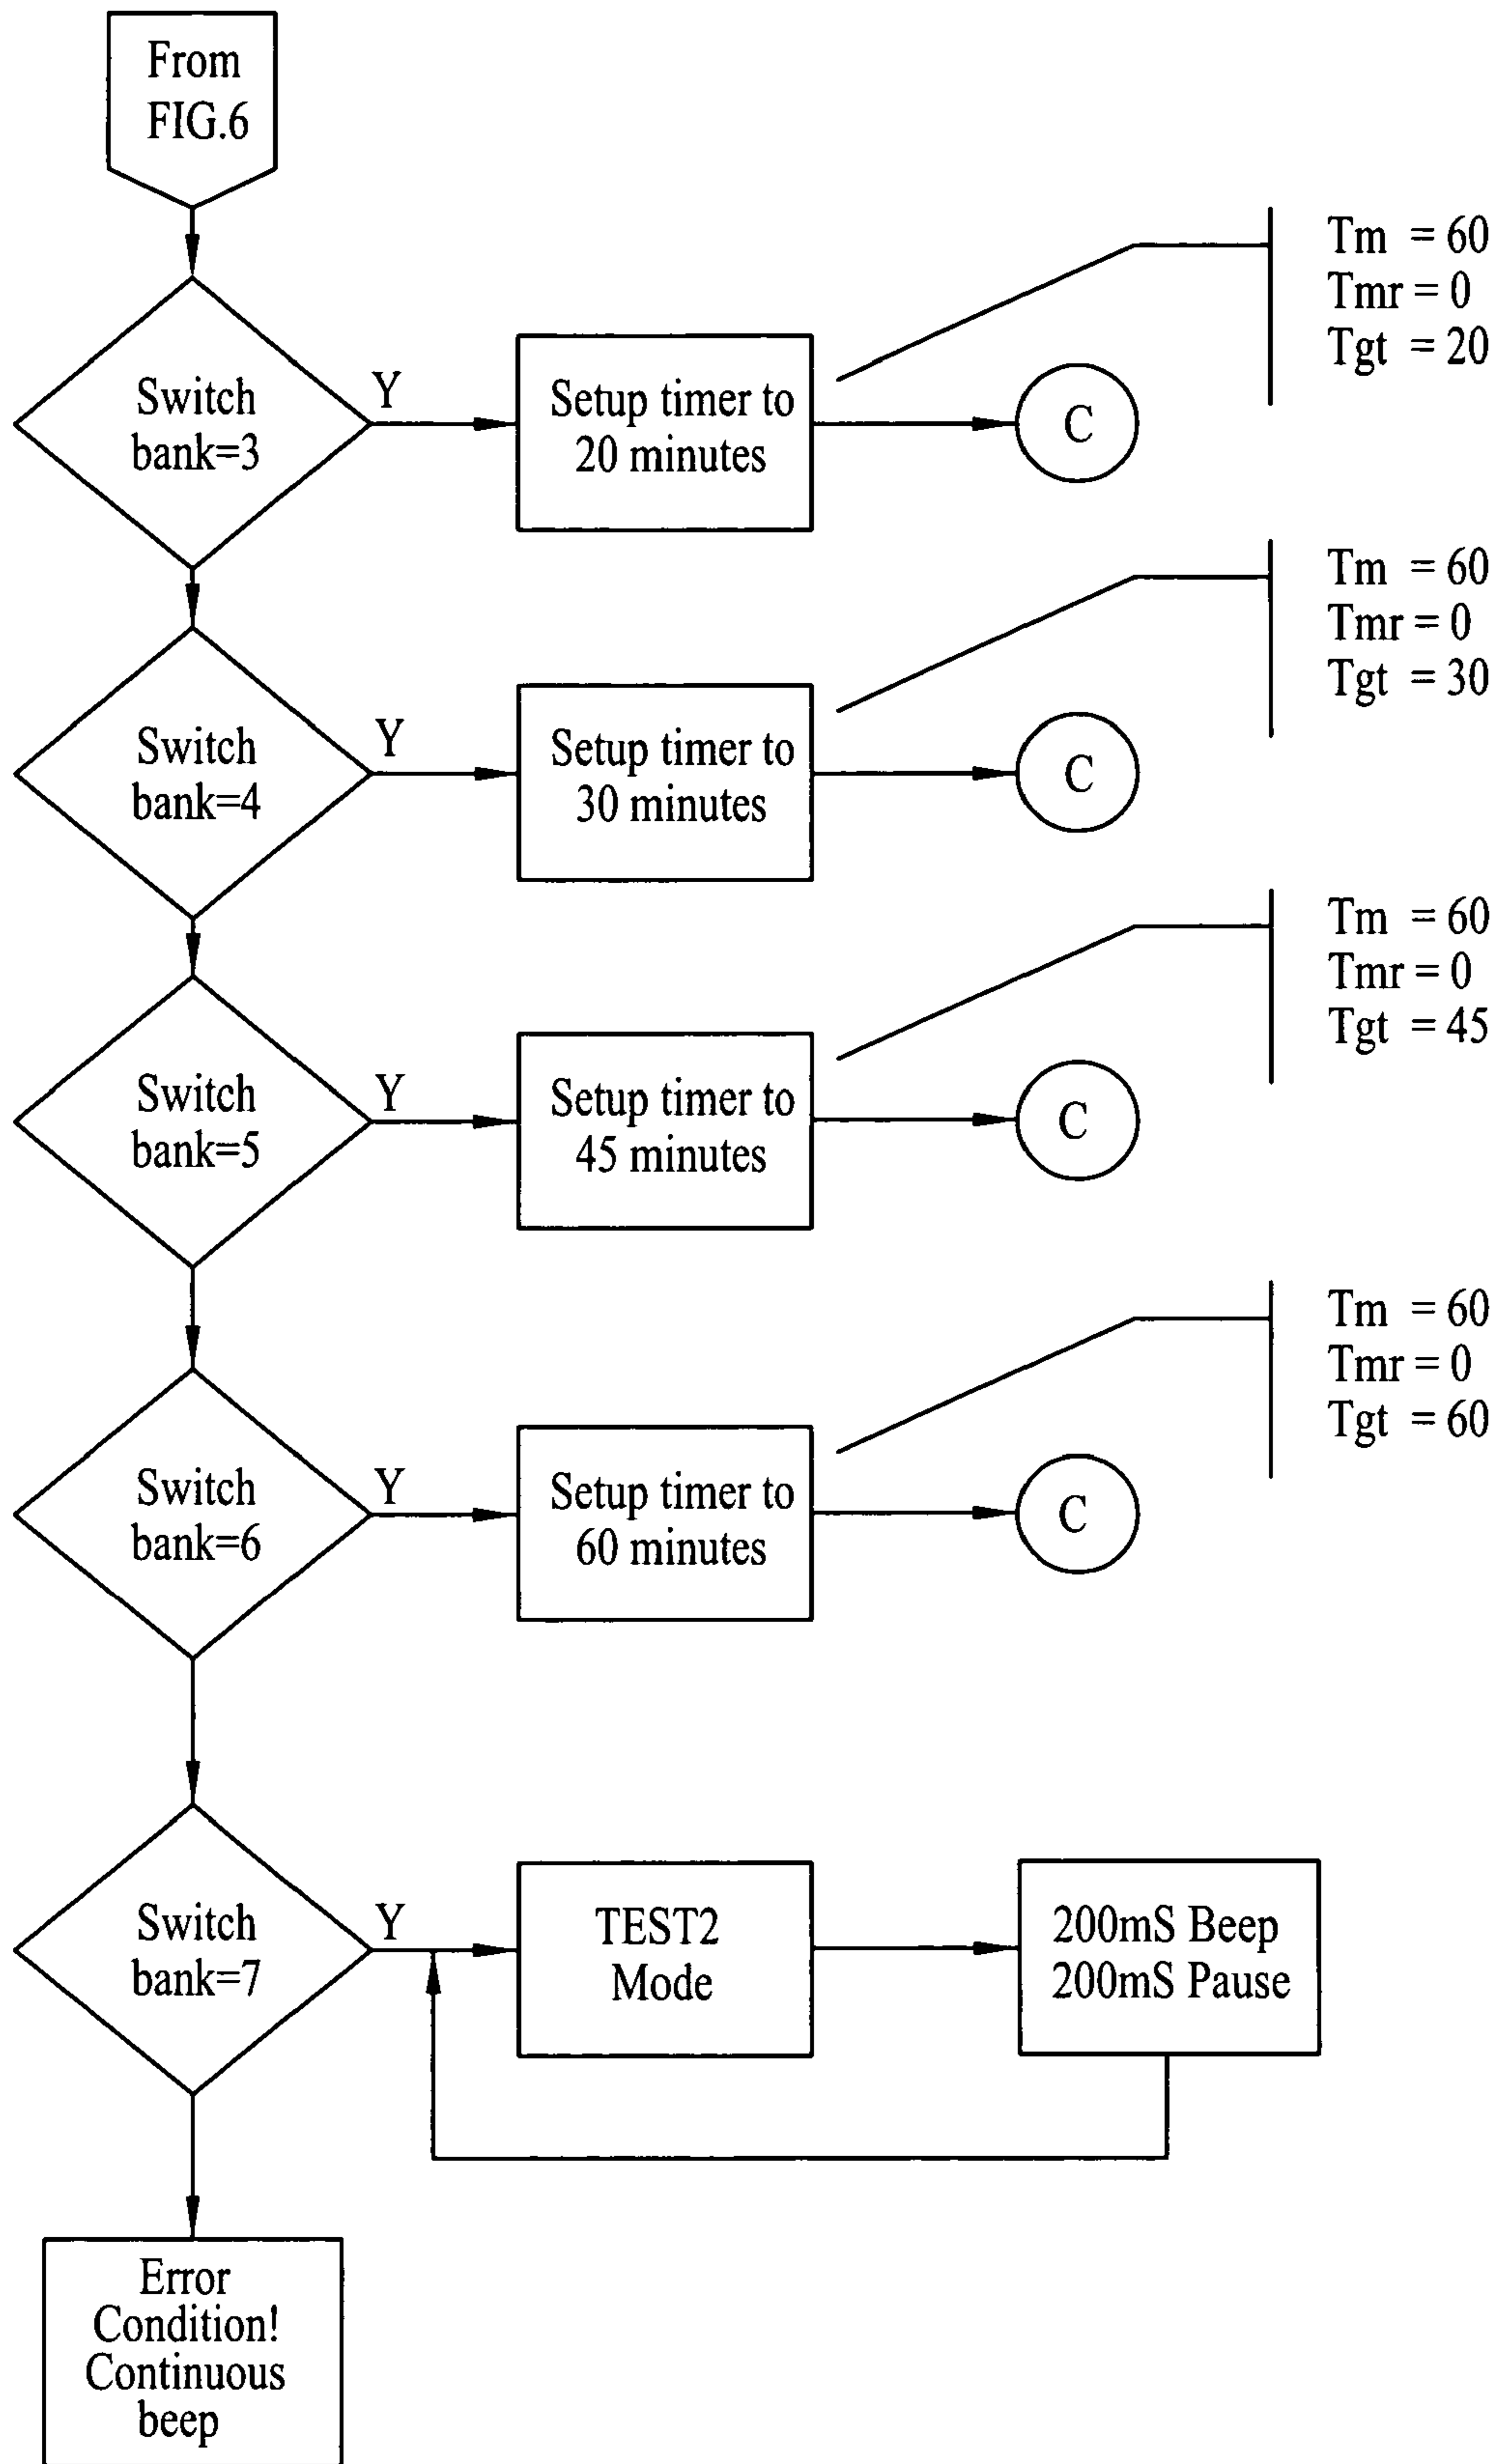 From
FIG.6
Tm = 60
Tmr = 0
Tgt = 20
Switch
bank=3
Y
Setup timer to
20 minutes
C
Tm = 60
Tmr = 0
Tgt = 30
Switch
bank=4
Y
Setup timer to
30 minutes
C
Tm = 60
Tmr = 0
Tgt = 45
Switch
bank=5
Y
Setup timer to
45 minutes
C
Tm = 60
Tmr = 0
Tgt = 60
Switch
bank=6
Y
Setup timer to
60 minutes
C
Switch
bank=7
Y
TEST2
Mode
200mS Beep
200mS Pause
Error
Condition!
Continuous
beep